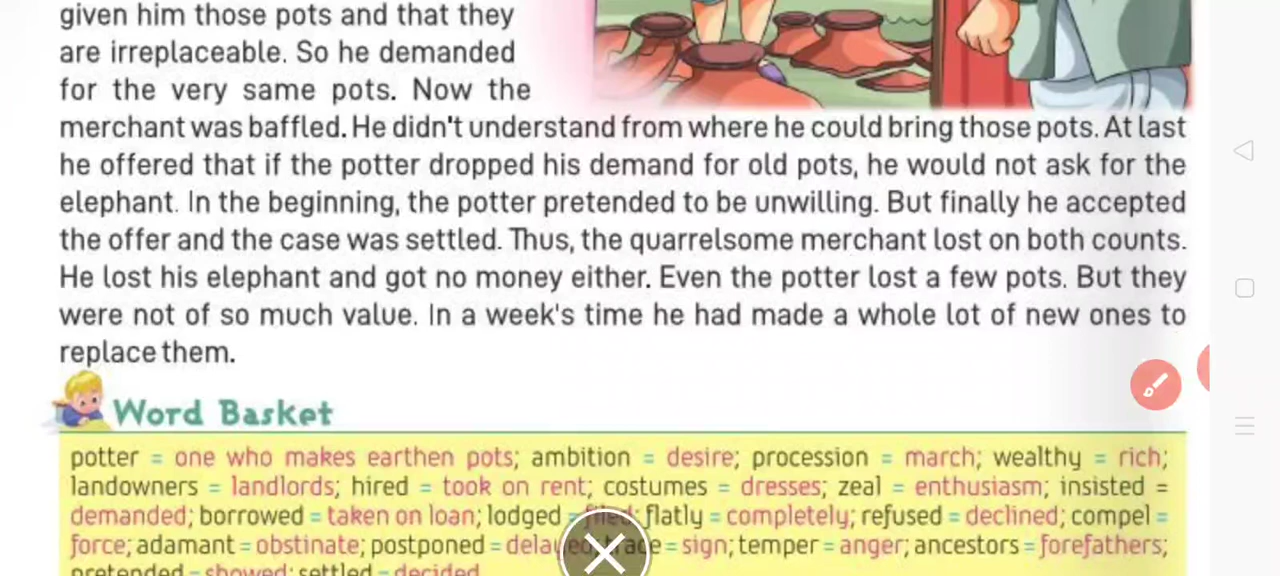 given him those pots and that they
are irreplaceable. So he demanded
for the very same pots. Now the
merchant was baffled. He didn't understand from where he could bring those pots. At last
he offered that if the potter dropped his demand for old pots, he would not ask for the
elephant. In the beginning, the potter pretended to be unwilling. But finally he accepted
the offer and the case was settled. Thus, the quarrelsome merchant lost on both counts.
He lost his elephant and got no money either. Even the potter lost a few pots. But they
were not of so much value. In a week's time he had made a whole lot of new ones to
replace them.
Word Basket
potter = one who makes earthen pots; ambition = desire; procession = march; wealthy = rich;
landowners = landlords; hired = took on rent; costumes = dresses; zeal = enthusiasm; insisted =
demanded; borrowed = taken on loan; lodged = filed; flatly = completely; refused = declined; compel =
force; adamant = obstinate; postponed = delayed; trace = sign; temper = anger; ancestors = forefathers;
pretended = showed; settled = decided